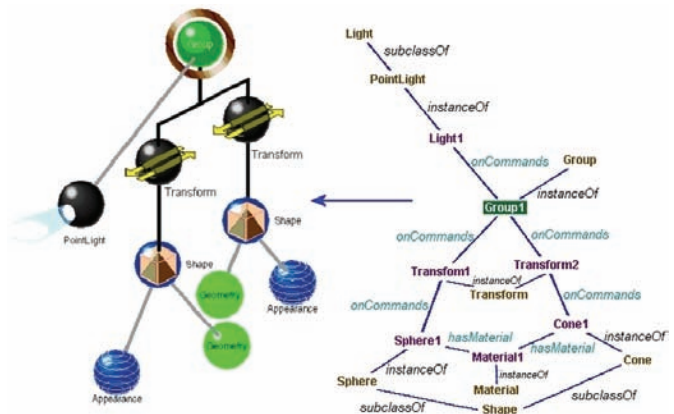 Group
Transform
Transform
PointLight
Shape
Shape
Geometry
Appearance
Geometry
Appearance
Light
subclassOf
PointLight
instanceOf
Light1
onCommands
Group
instanceOf
Group1
onCommands
onCommands
Transfom1
instanceOf
Transform2
Transform
onCommands
onCommands
Sphere1
hasMaterial
Cone1
Material1
hasMaterial
instanceOf
instanceOf
instanceOf
Sphere
Material
Cone
subclassOf
Shape
subclassOf